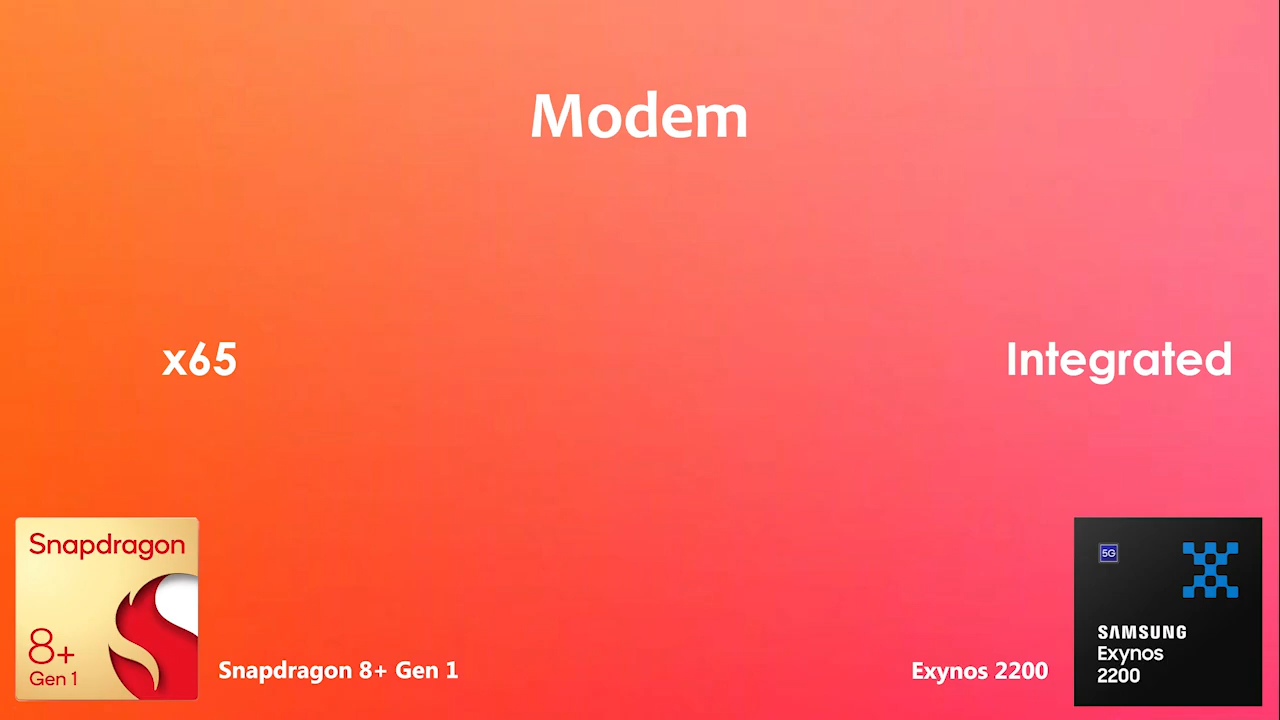 Modem
x65
Integrated
Snapdragon
8+
Gen 1
Snapdragon 8+ Gen 1
Exynos 2200
5G
SAMSUNG
Exynos
2200